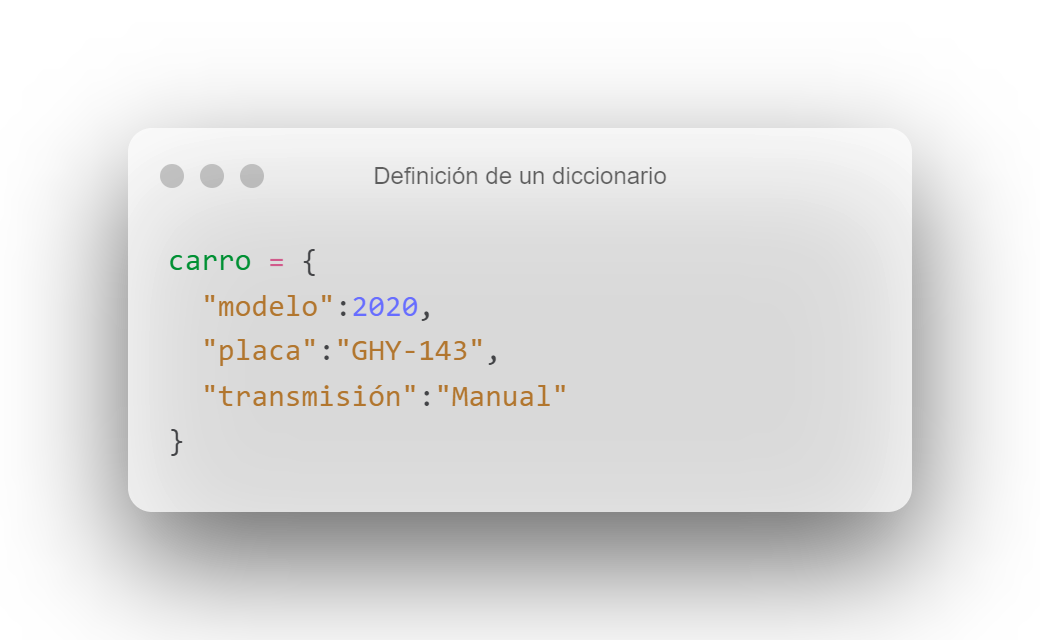 Definición de un diccionario
carro = {
  "modelo":2020,
  "placa":"GHY-143",
  "transmisión":"Manual"
}